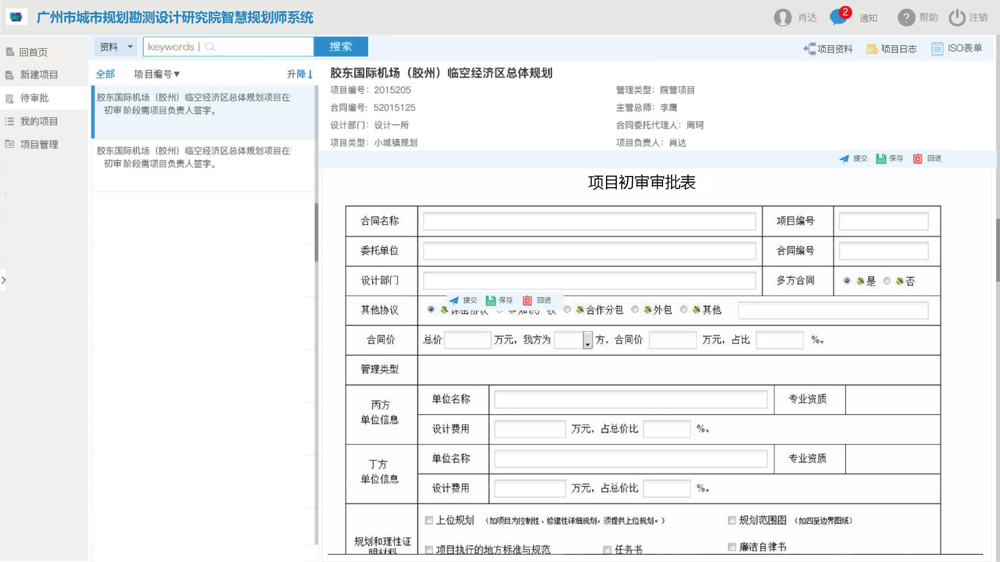 广州市城市规划勘测设计研究院智慧规划师系统
肖达
2
通知
帮助
注销
回首页
新建项目
待审批
我的项目
项目管理
资料
keywords
搜索
项目资料
项目日志
ISO表单
全部
项目编号▼
升降
胶东国际机场（胶州）临空经济区总体规划项目在
初审阶段需项目负责人签字。
胶东国际机场（胶州）临空经济区总体规划项目在
初审阶段需项目负责人签字。
胶东国际机场（胶州）临空经济区总体规划
项目编号：2015205
管理类型：院管项目
合同编号：52015125
主管总师：李鹰
设计部门：设计一所
合同委托代理人：周珂
项目类型：小城镇规划
项目负责人：肖达
提交 保存 回退
项目初审审批表
合同名称 项目编号
委托单位 合同编号
设计部门 多方合同 是 否
提交 保存 回退
其他协议 合作分包 外包 其他
合同价 总价 万元，我方为 方，合同价 万元，占比 %。
管理类型
丙方
单位信息
单位名称 专业资质
设计费用 万元，占总价比 %。
丁方
单位信息
单位名称 专业资质
设计费用 万元，占总价比 %。
上位规划 （如项目为控制性、修建性详细规划，须提供上位规划。） 规划范围图 （如四至边界图纸）
规划和理性证
明材料
项目执行的地方标准与规范 任务书 廉洁自律书